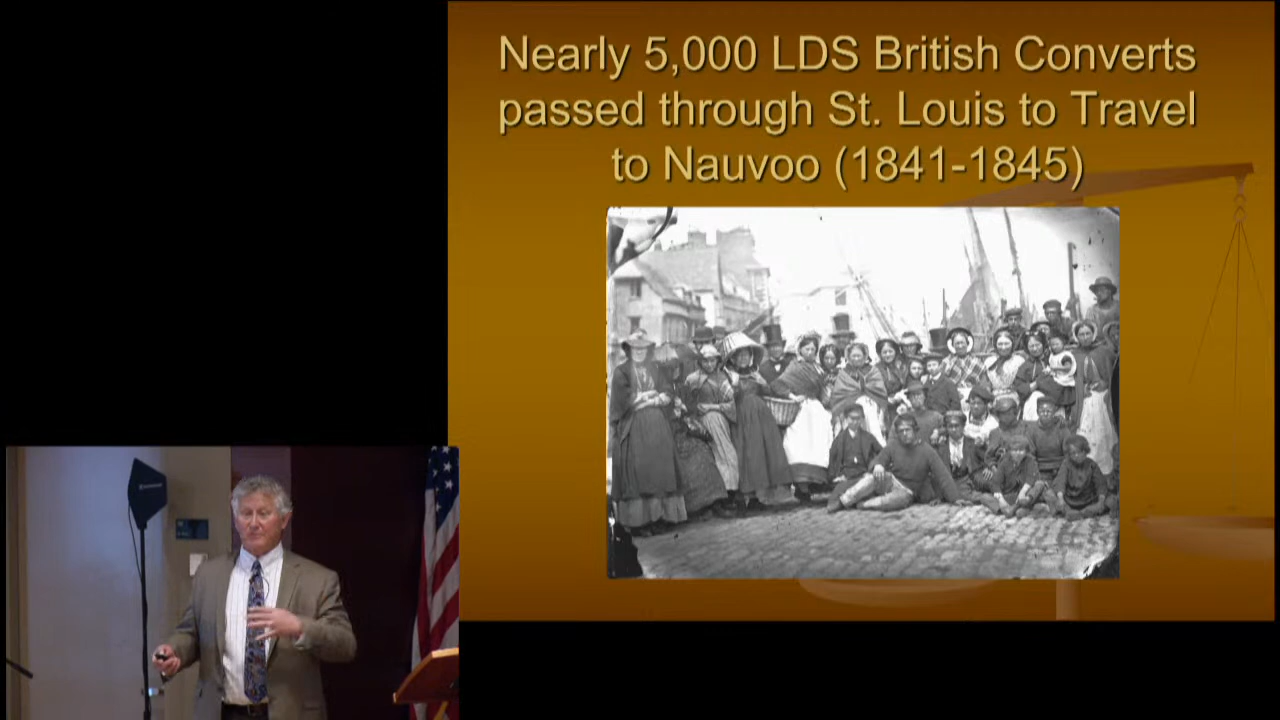 Nearly 5,000 LDS British Converts
passed through St. Louis to Travel
to Nauvoo (1841-1845)